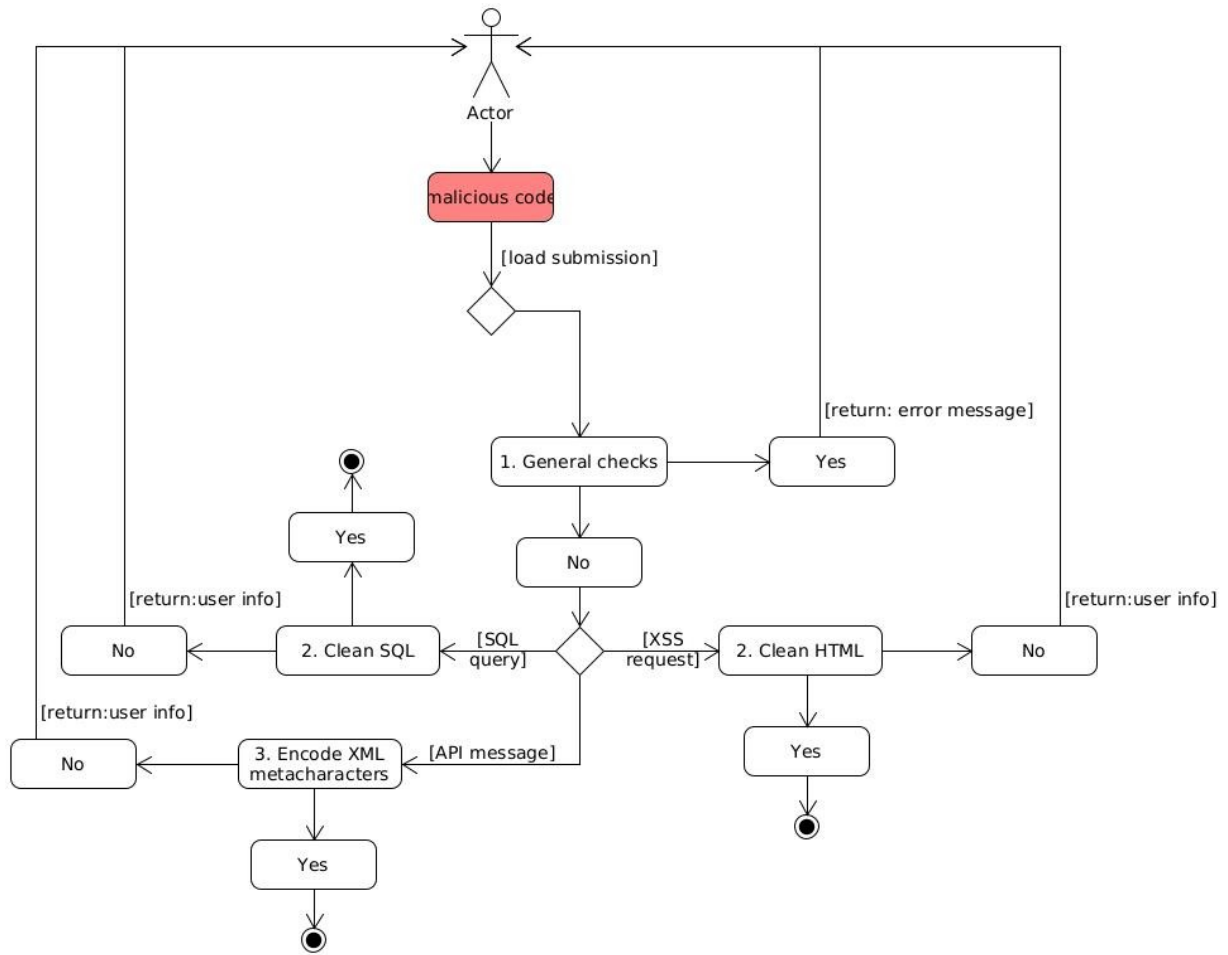 Actor
malicious code
[load submission]
[return: error message]
1. General checks
Yes
Yes
No
[return:user info]
[return:user info]
No
2. Clean SQL
[SQL
query]
[XSS
request]
2. Clean HTML
No
[return:user info]
No
3. Encode XML
metacharacters
[API message]
Yes
Yes